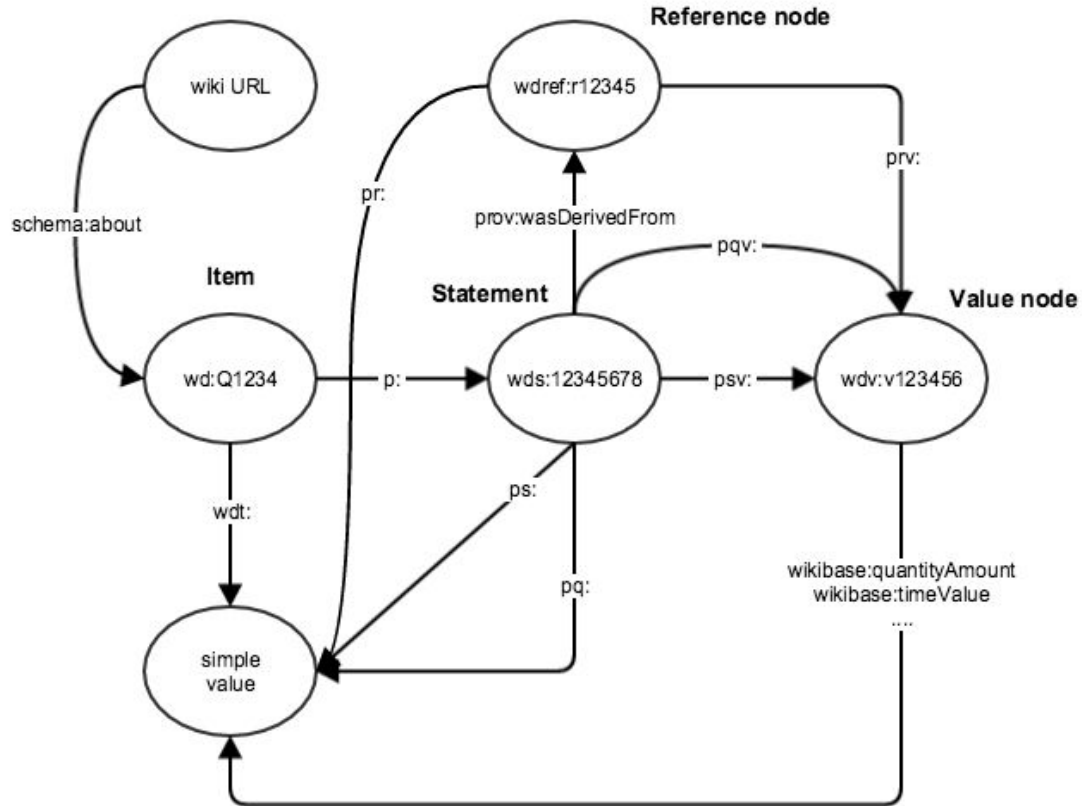 Reference node
wiki URL
wdref:r12345
prv:
pr:
schema:about
prov:wasDerivedFrom
pqv:
Item
Statement
Value node
wd:Q1234
p:
wds:12345678
psv:
wdv:v123456
ps:
wdt:
wikibase:quantityAmount
wikibase:timeValue
....
pq:
simple
value